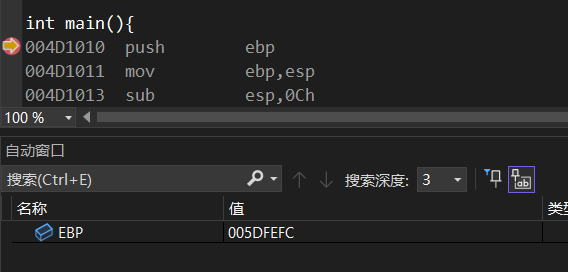 int main(){
004D1010 push ebp
004D1011 mov ebp,esp
004D1013 sub esp,0Ch
100 %
自动窗口
搜索(Ctrl+E) 搜索深度: 3
名称 值 类型
EBP 005DFEFC